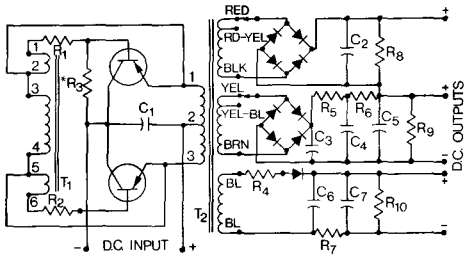 RED
RD-YEL
BLK
YEL
YEL-BL
BRN
BL
BL
1
2
3
4
5
6
R1
*R3
R2
T1
C1
1
2
3
T2
C2
R8
R5
R6
C3
C4
C5
R9
R4
C6
C7
R10
R7
+
−
+
−
+
−
D.C. OUTPUTS
− D.C. INPUT +